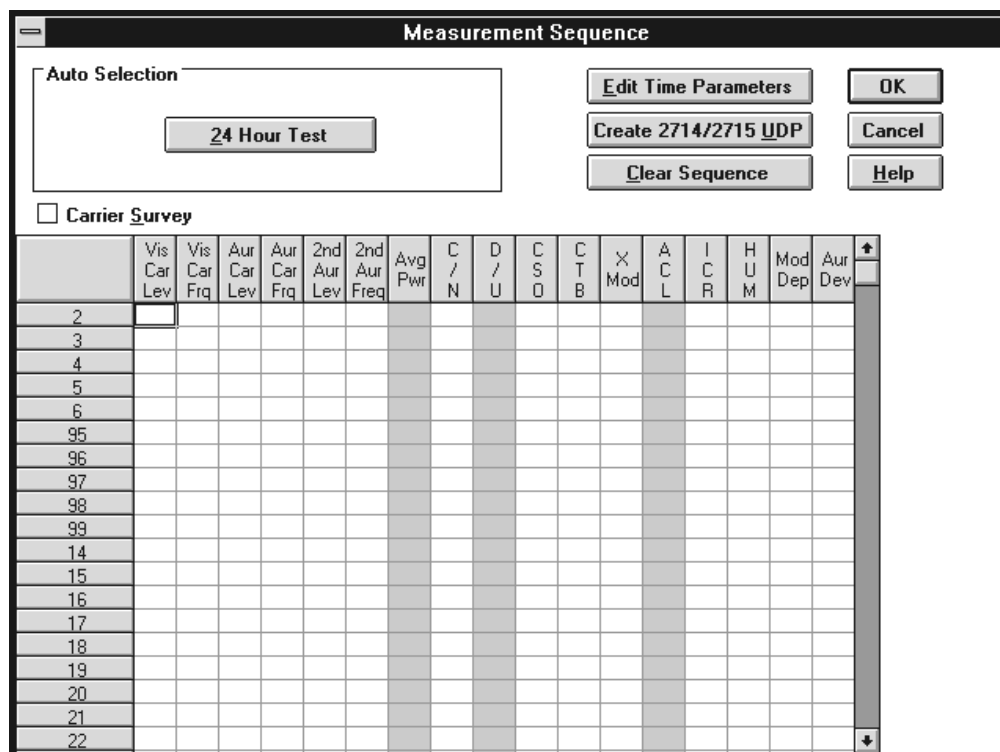 Measurement Sequence
Auto Selection
24 Hour Test
Edit Time Parameters
OK
Create 2714/2715 UDP
Cancel
Clear Sequence
Help
Carrier Survey
Vis Car Lev
Vis Car Frq
Aur Car Lev
Aur Car Frq
2nd Aur Lev
2nd Aur Freq
Avg Pwr
C / N
D / U
C S O
C T B
X Mod
A C L
I C R
H U M
Mod Dep
Aur Dev
2
3
4
5
6
95
96
97
98
99
14
15
16
17
18
19
20
21
22